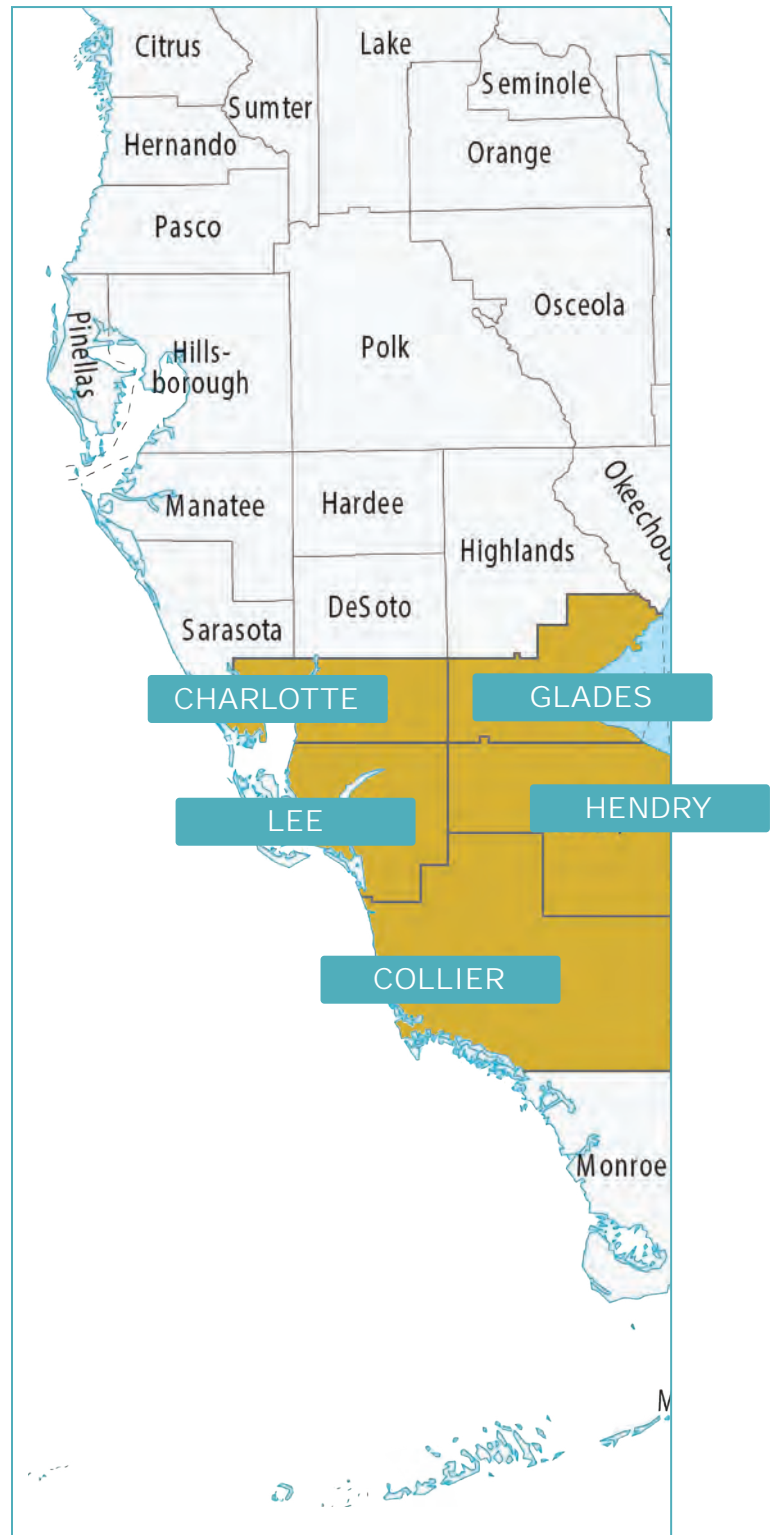 Citrus
Lake
Seminole
Sumter
Hernando
Orange
Pasco
Osceola
Pinellas
Hills-
borough
Polk
Manatee
Hardee
Okeechob
Highlands
DeSoto
Sarasota
CHARLOTTE
GLADES
LEE
HENDRY
COLLIER
Monroe
M